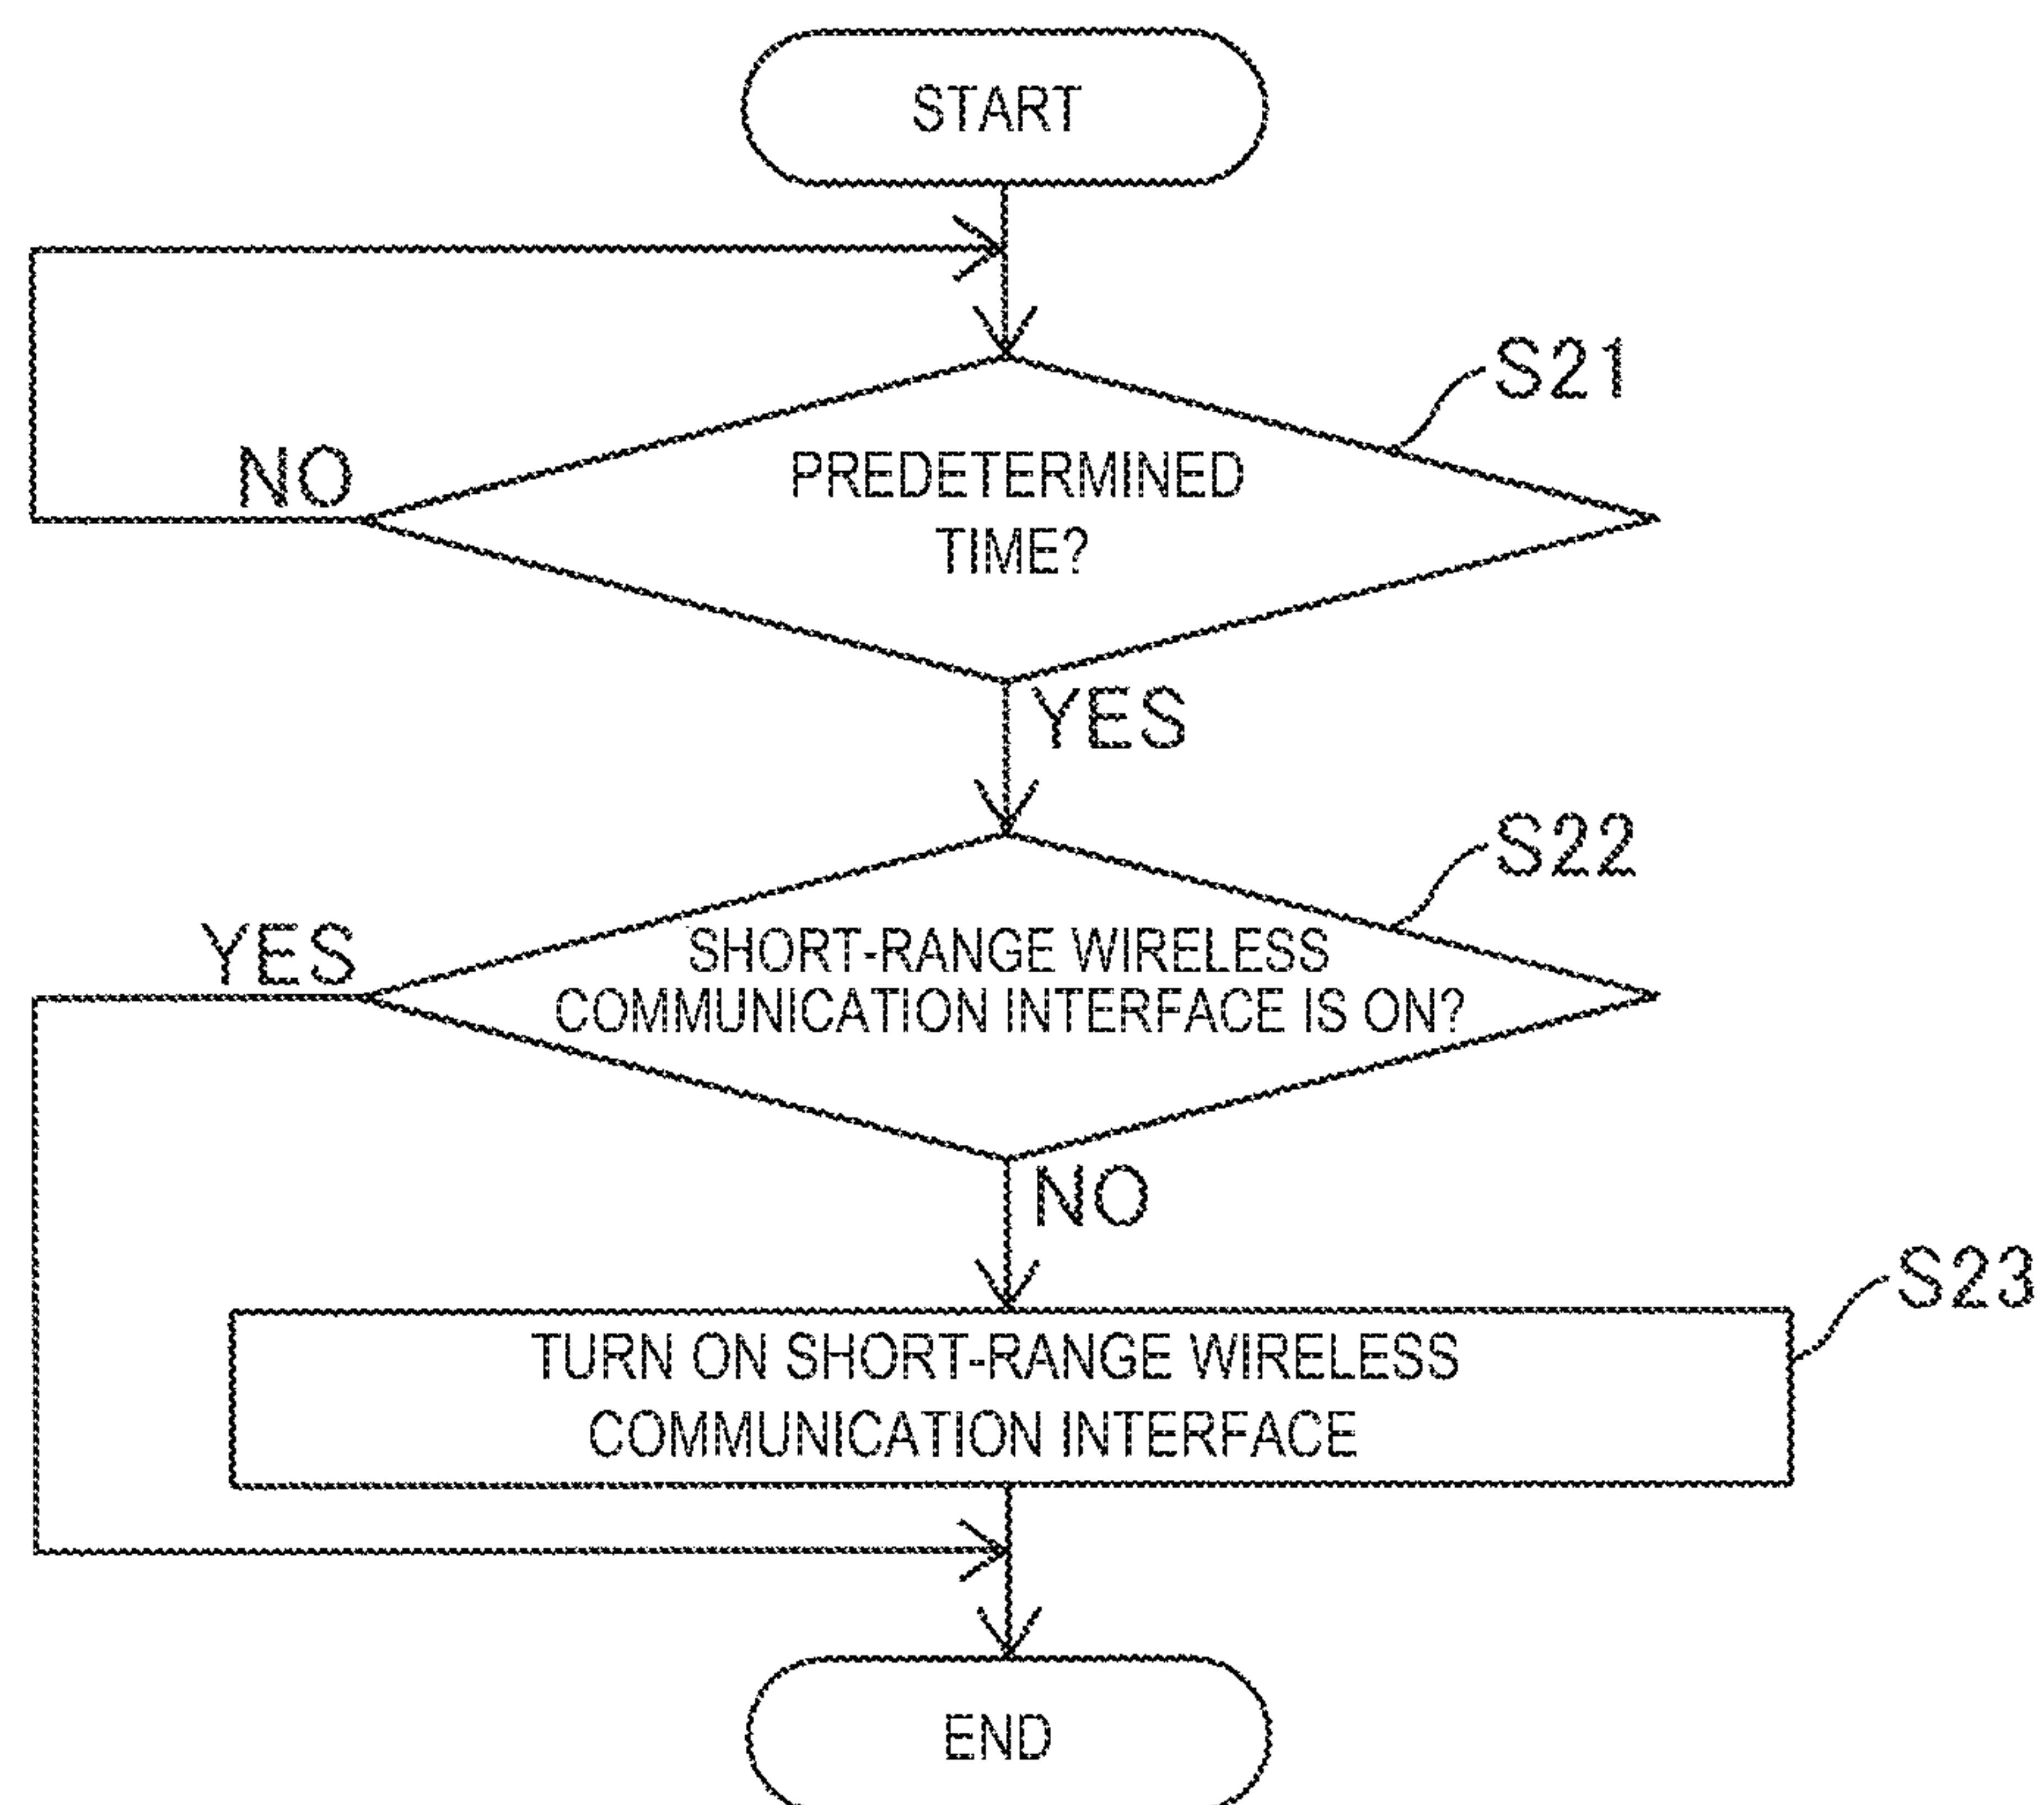 START
S21
PREDETERMINED
TIME?
NO
YES
S22
SHORT-RANGE WIRELESS
COMMUNICATION INTERFACE IS ON?
YES
NO
S23
TURN ON SHORT-RANGE WIRELESS
COMMUNICATION INTERFACE
END